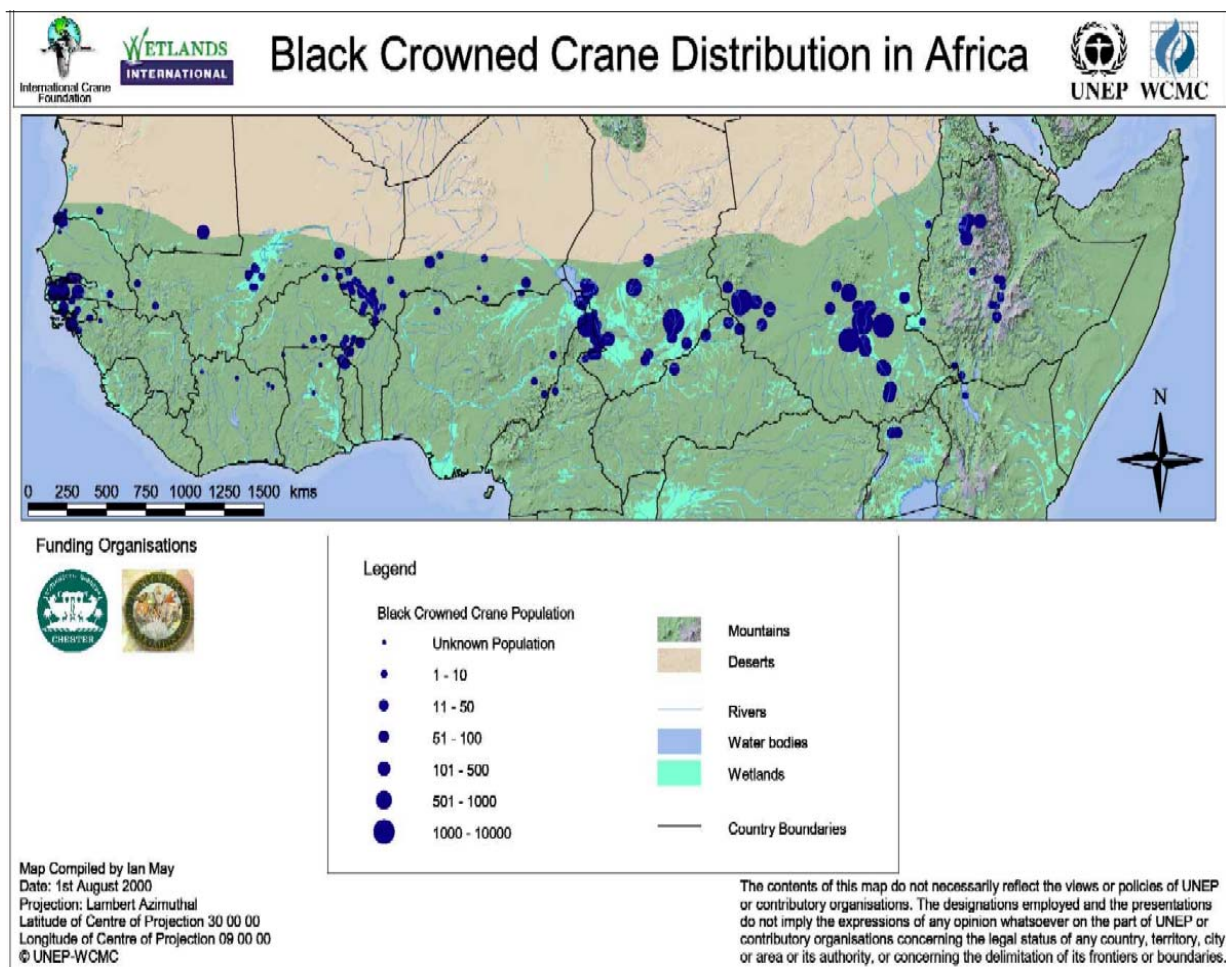 International Crane
Foundation
WETLANDS
INTERNATIONAL
Black Crowned Crane Distribution in Africa
UNEP WCMC
N
0 250 500 750 1000 1250 1500 kms
Funding Organisations
CHESTER
Legend
Black Crowned Crane Population
Unknown Population
1 - 10
11 - 50
51 - 100
101 - 500
501 - 1000
1000 - 10000
Mountains
Deserts
Rivers
Water bodies
Wetlands
Country Boundaries
Map Compiled by Ian May
Date: 1st August 2000
Projection: Lambert Azimuthal
Latitude of Centre of Projection 30 00 00
Longitude of Centre of Projection 09 00 00
© UNEP-WCMC
The contents of this map do not necessarily reflect the views or policies of UNEP
or contributory organisations. The designations employed and the presentations
do not imply the expressions of any opinion whatsoever on the part of UNEP or
contributory organisations concerning the legal status of any country, territory, city
or area or its authority, or concerning the delimitation of its frontiers or boundaries.